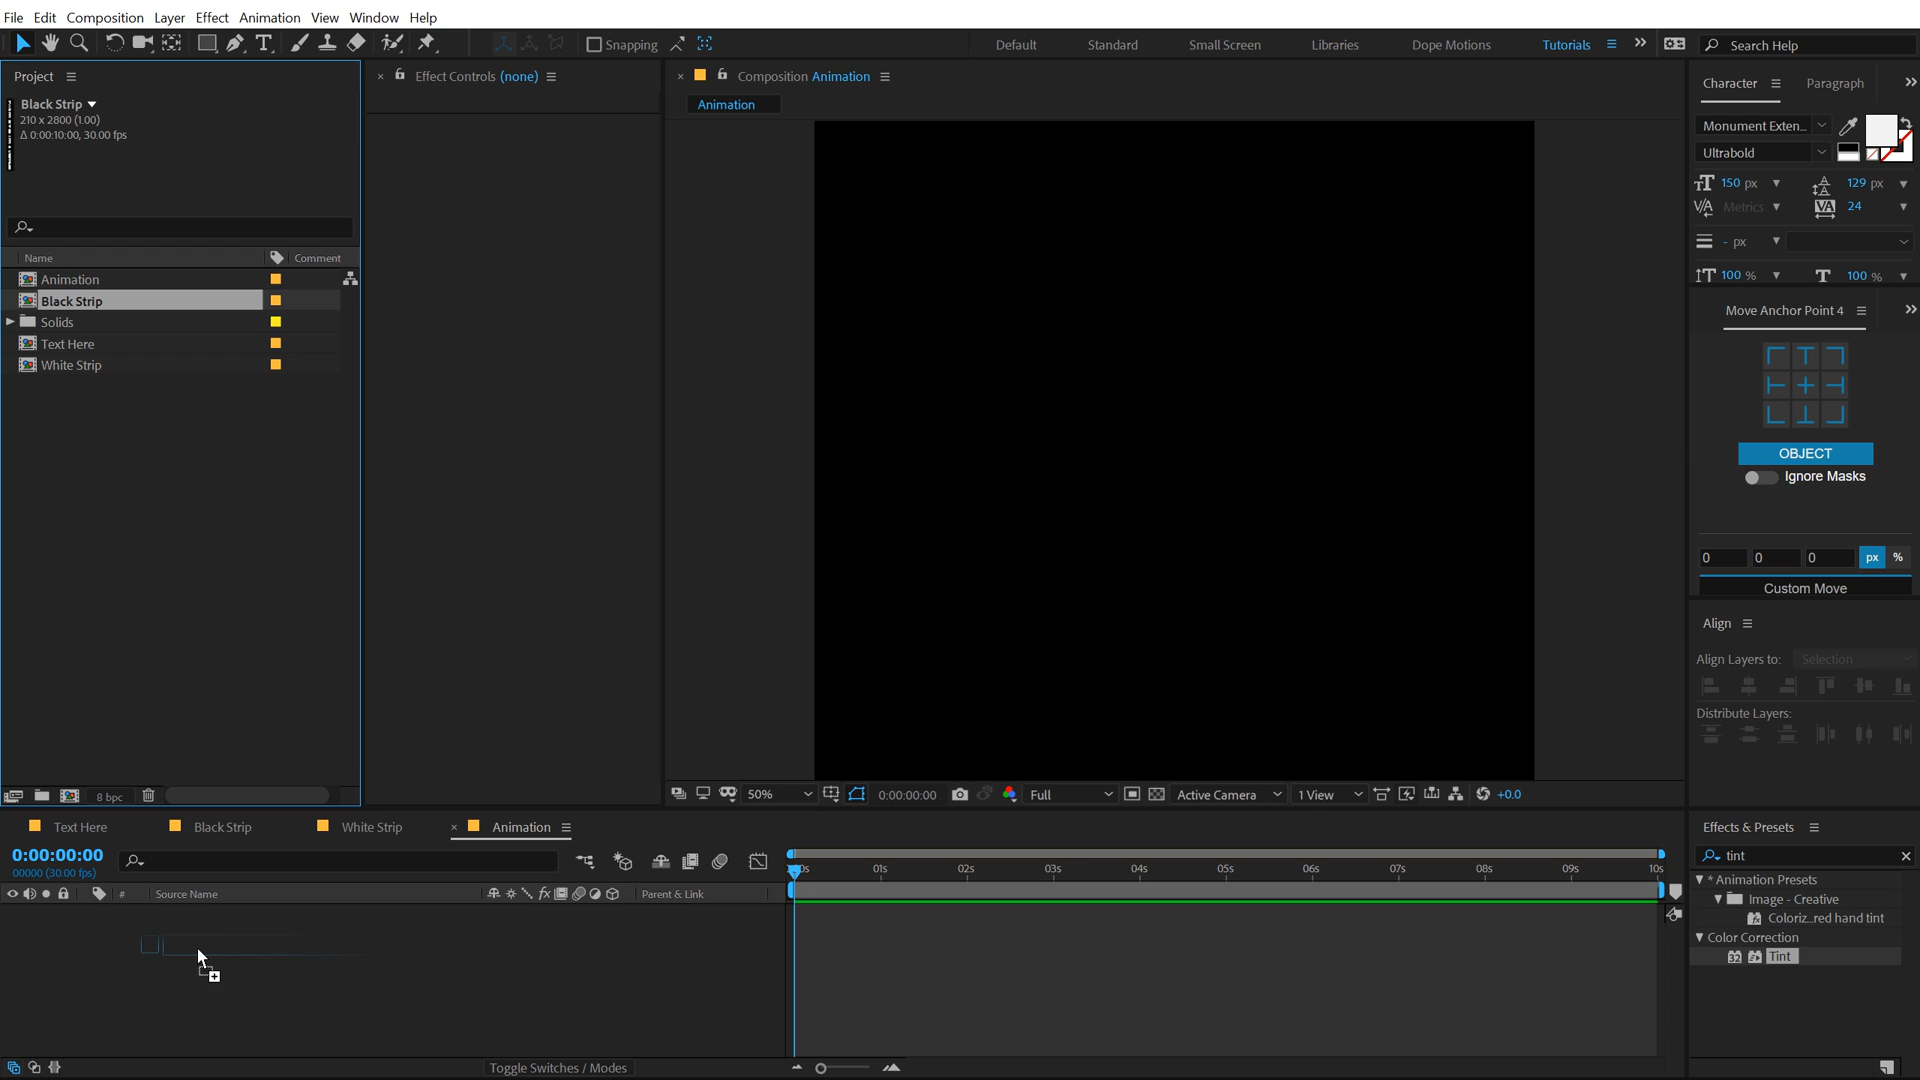 File Edit Composition Layer Effect Animation View Window Help
Snapping Default Standard Small Screen Libraries Dope Motions Tutorials Search Help
Project
Effect Controls (none)
Composition Animation
Character Paragraph
Black Strip
210 x 2800 (1.00)
Δ 0:00:10:00, 30.00 fps
Animation
Monument Exten...
Ultrabold
150 px 129 px
Metrics 24
- px
100 % 100 %
Name Comment
Animation
Black Strip
Solids
Text Here
White Strip
Move Anchor Point 4
OBJECT
Ignore Masks
0 0 0 px %
Custom Move
Align
Align Layers to: Selection
Distribute Layers:
8 bpc
50% 0:00:00:00 Full Active Camera 1 View +0.0
Text Here Black Strip White Strip Animation
0:00:00:00
00000 (30.00 fps)
0s 01s 02s 03s 04s 05s 06s 07s 08s 09s 10s
# Source Name Parent & Link
Effects & Presets
tint
* Animation Presets
Image - Creative
Coloriz...red hand tint
Color Correction
32 Tint
Toggle Switches / Modes